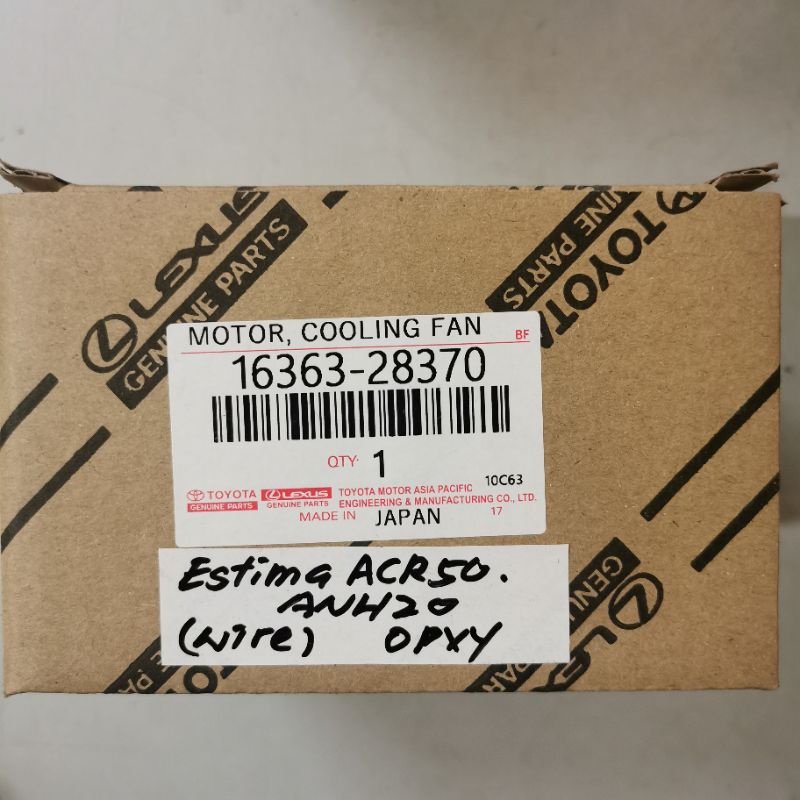 LEXUS
GENUINE PARTS
TOYOTA
INE PARTS
MOTOR, COOLING FAN
BF
16363-28370
QTY. 1
10C63
TOYOTA LEXUS TOYOTA MOTOR ASIA PACIFIC
GENUINE PARTS GENUINE PARTS ENGINEERING & MANUFACTURING CO., LTD.
MADE IN JAPAN 17
Estima ACR50.
ANH20
(wire) OPXY
LEXUS
GENUINE